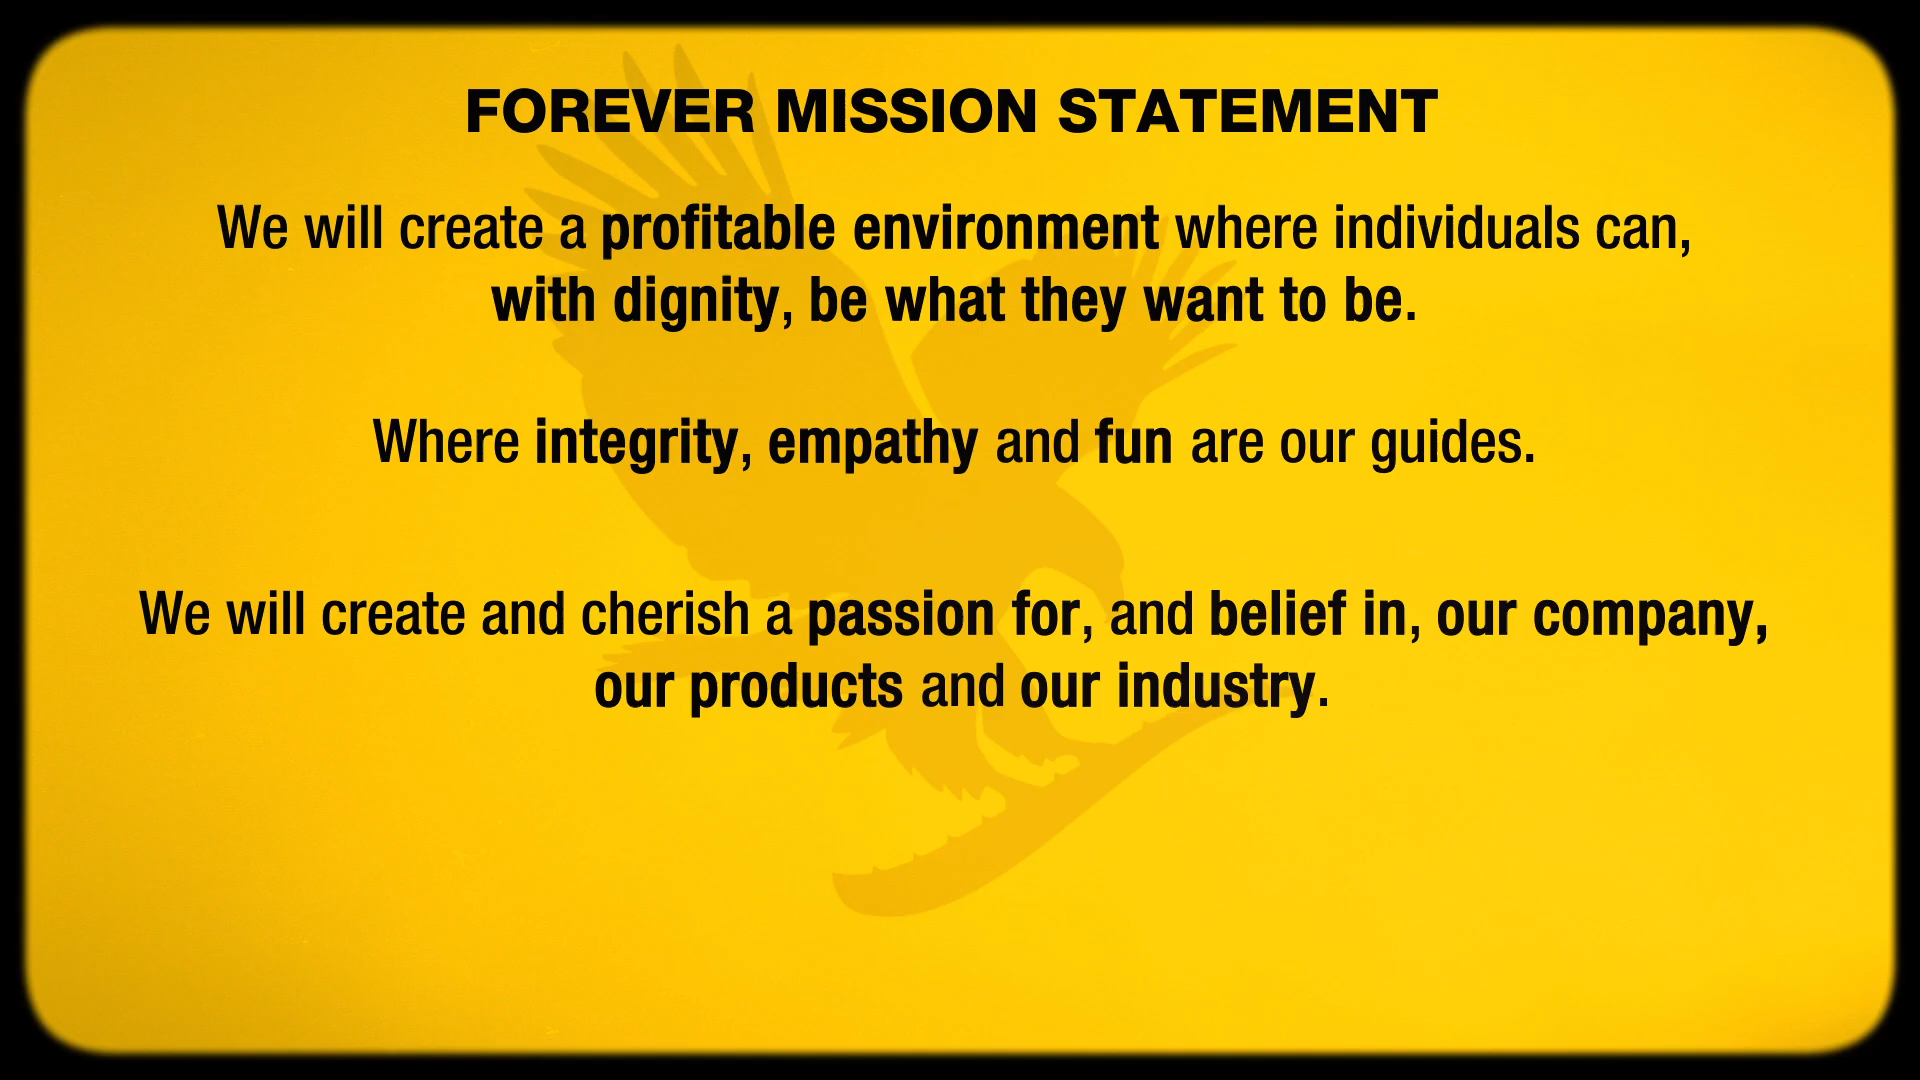 FOREVER MISSION STATEMENT
We will create a profitable environment where individuals can,
with dignity, be what they want to be.
Where integrity, empathy and fun are our guides.
We will create and cherish a passion for, and belief in, our company,
our products and our industry.